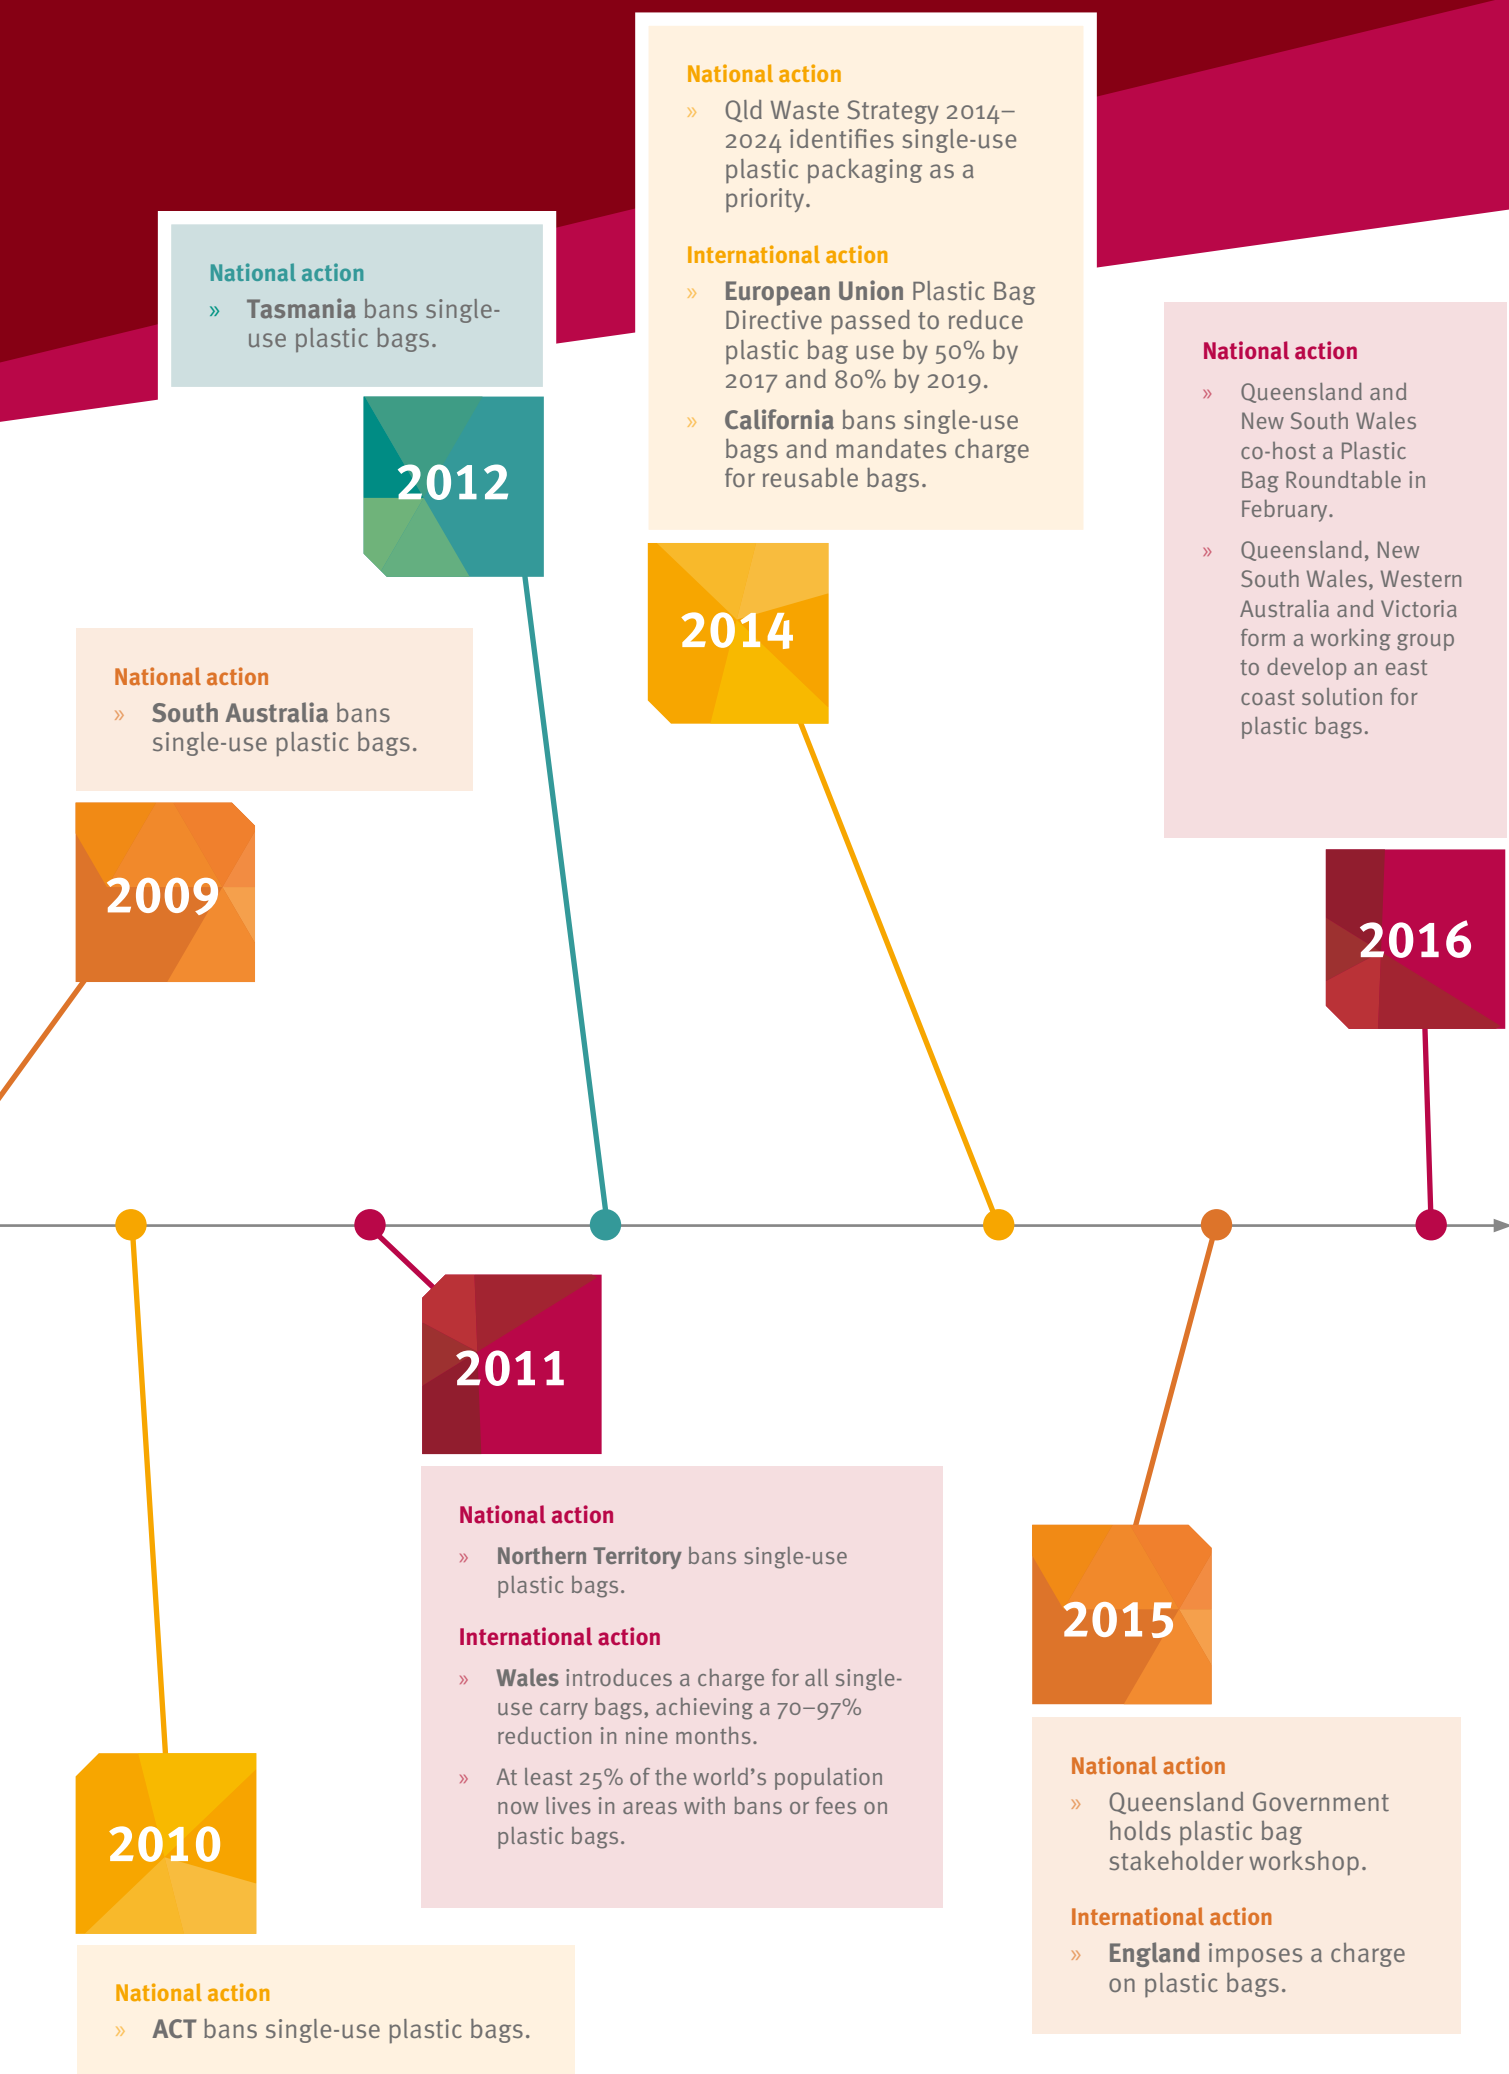 National action
» South Australia bans
single-use plastic bags.
2009
2010
National action
» ACT bans single-use plastic bags.
2011
National action
» Northern Territory bans single-use
plastic bags.
International action
» Wales introduces a charge for all single-
use carry bags, achieving a 70–97%
reduction in nine months.
» At least 25% of the world’s population
now lives in areas with bans or fees on
plastic bags.
National action
» Tasmania bans single-
use plastic bags.
2012
National action
» Qld Waste Strategy 2014–
2024 identifies single-use
plastic packaging as a
priority.
International action
» European Union Plastic Bag
Directive passed to reduce
plastic bag use by 50% by
2017 and 80% by 2019.
» California bans single-use
bags and mandates charge
for reusable bags.
2014
2015
National action
» Queensland Government
holds plastic bag
stakeholder workshop.
International action
» England imposes a charge
on plastic bags.
National action
» Queensland and
New South Wales
co-host a Plastic
Bag Roundtable in
February.
» Queensland, New
South Wales, Western
Australia and Victoria
form a working group
to develop an east
coast solution for
plastic bags.
2016